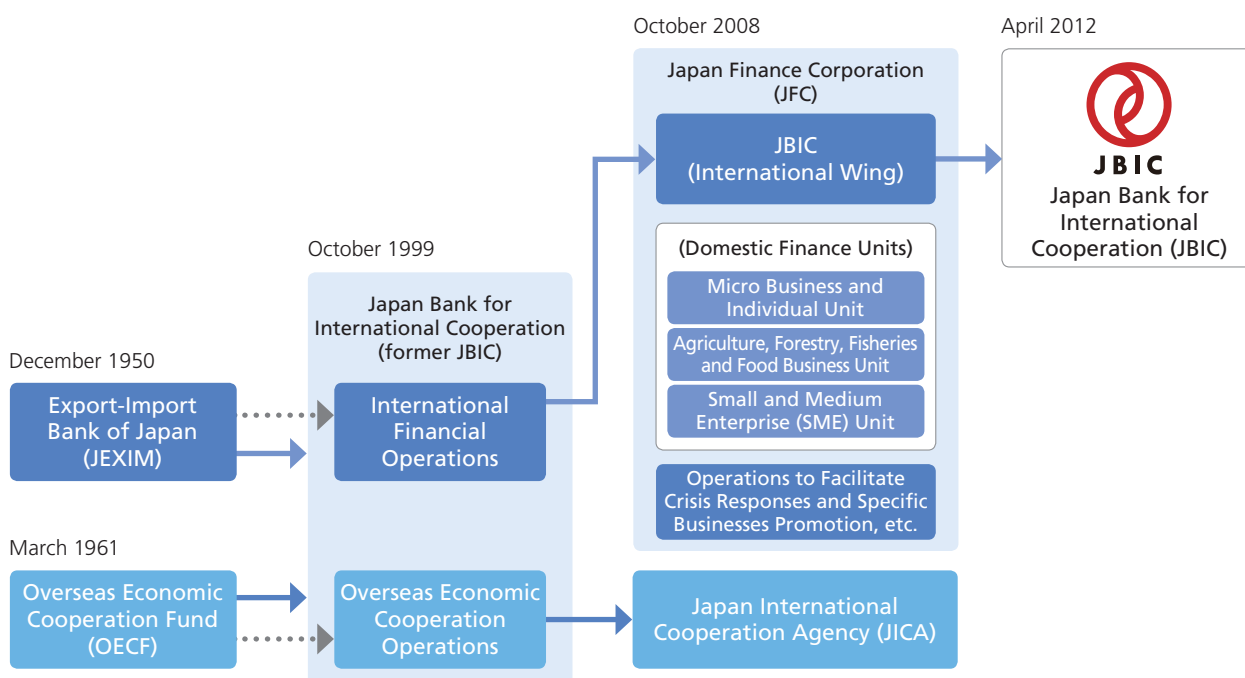 December 1950
Export-Import
Bank of Japan
(JEXIM)
March 1961
Overseas Economic
Cooperation Fund
(OECF)
October 1999
Japan Bank for
International Cooperation
(former JBIC)
International
Financial
Operations
Overseas Economic
Cooperation
Operations
October 2008
Japan Finance Corporation
(JFC)
JBIC
(International Wing)
(Domestic Finance Units)
Micro Business and
Individual Unit
Agriculture, Forestry, Fisheries
and Food Business Unit
Small and Medium
Enterprise (SME) Unit
Operations to Facilitate
Crisis Responses and Specific
Businesses Promotion, etc.
Japan International
Cooperation Agency (JICA)
April 2012
JBIC
Japan Bank for
International
Cooperation (JBIC)